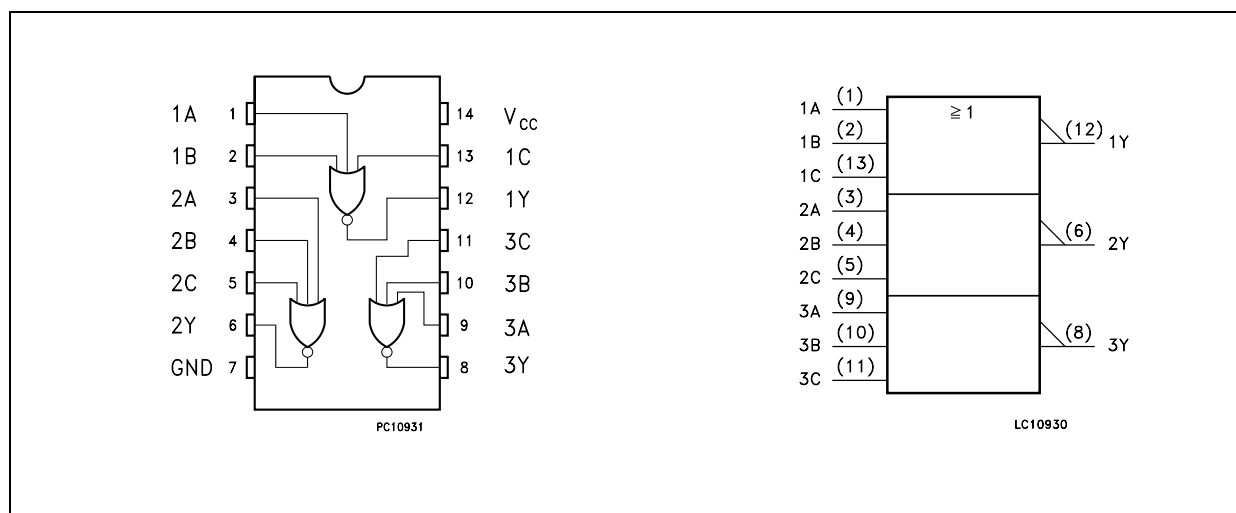 1A 1 14 VCC
1B 2 13 1C
2A 3 12 1Y
2B 4 11 3C
2C 5 10 3B
2Y 6 9 3A
GND 7 8 3Y
PC10931
≧1
1A (1)
1B (2)
1C (13)
2A (3)
2B (4)
2C (5)
3A (9)
3B (10)
3C (11)
(12) 1Y
(6) 2Y
(8) 3Y
LC10930